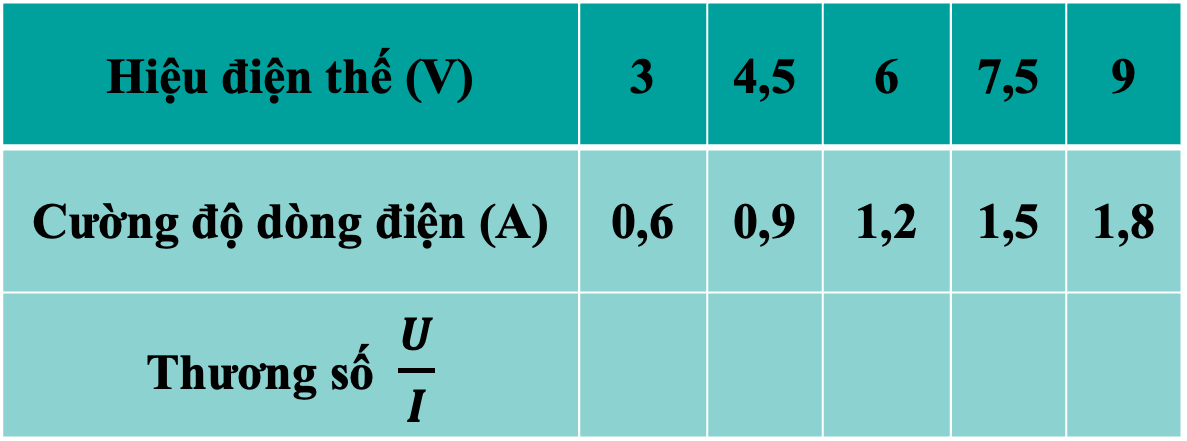 Hiệu điện thế (V) 3 4,5 6 7,5 9
Cường độ dòng điện (A) 0,6 0,9 1,2 1,5 1,8
Thương số U/I